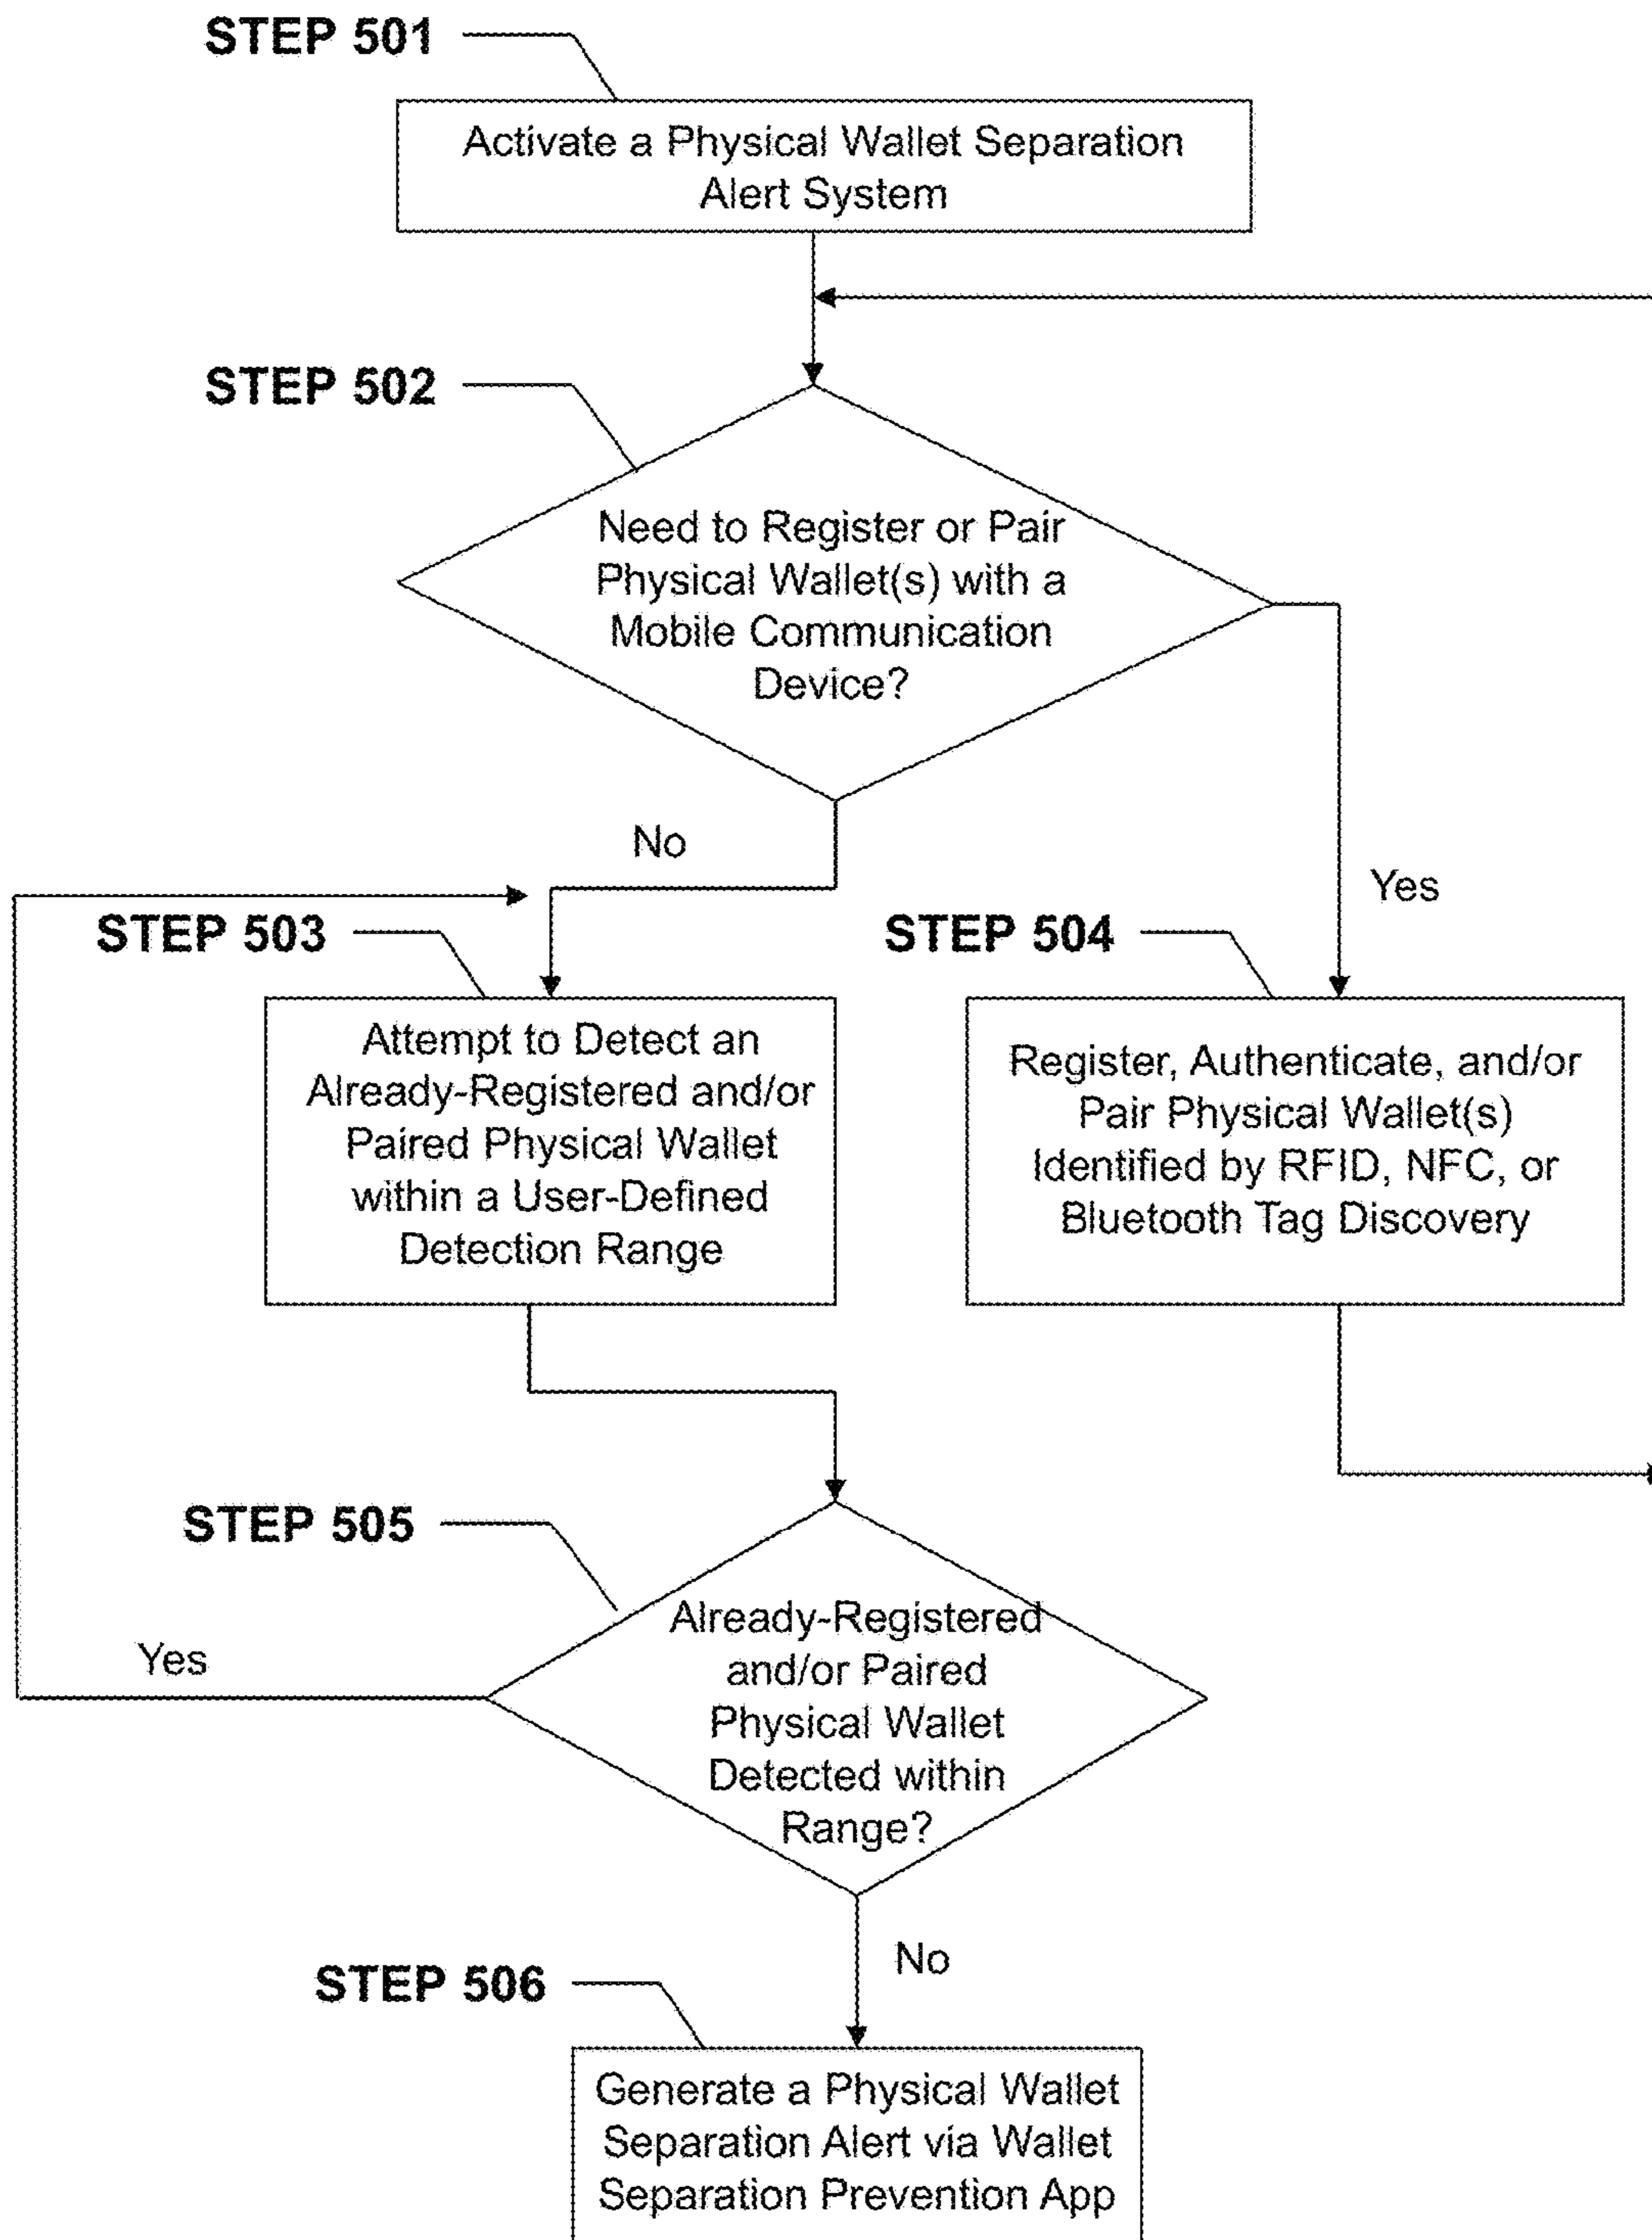 STEP 501
Activate a Physical Wallet Separation
Alert System
STEP 502
Need to Register or Pair
Physical Wallet(s) with a
Mobile Communication
Device?
No
Yes
STEP 503
Attempt to Detect an
Already-Registered and/or
Paired Physical Wallet
within a User-Defined
Detection Range
STEP 504
Register, Authenticate, and/or
Pair Physical Wallet(s)
Identified by RFID, NFC, or
Bluetooth Tag Discovery
STEP 505
Already-Registered
and/or Paired
Physical Wallet
Detected within
Range?
Yes
No
STEP 506
Generate a Physical Wallet
Separation Alert via Wallet
Separation Prevention App